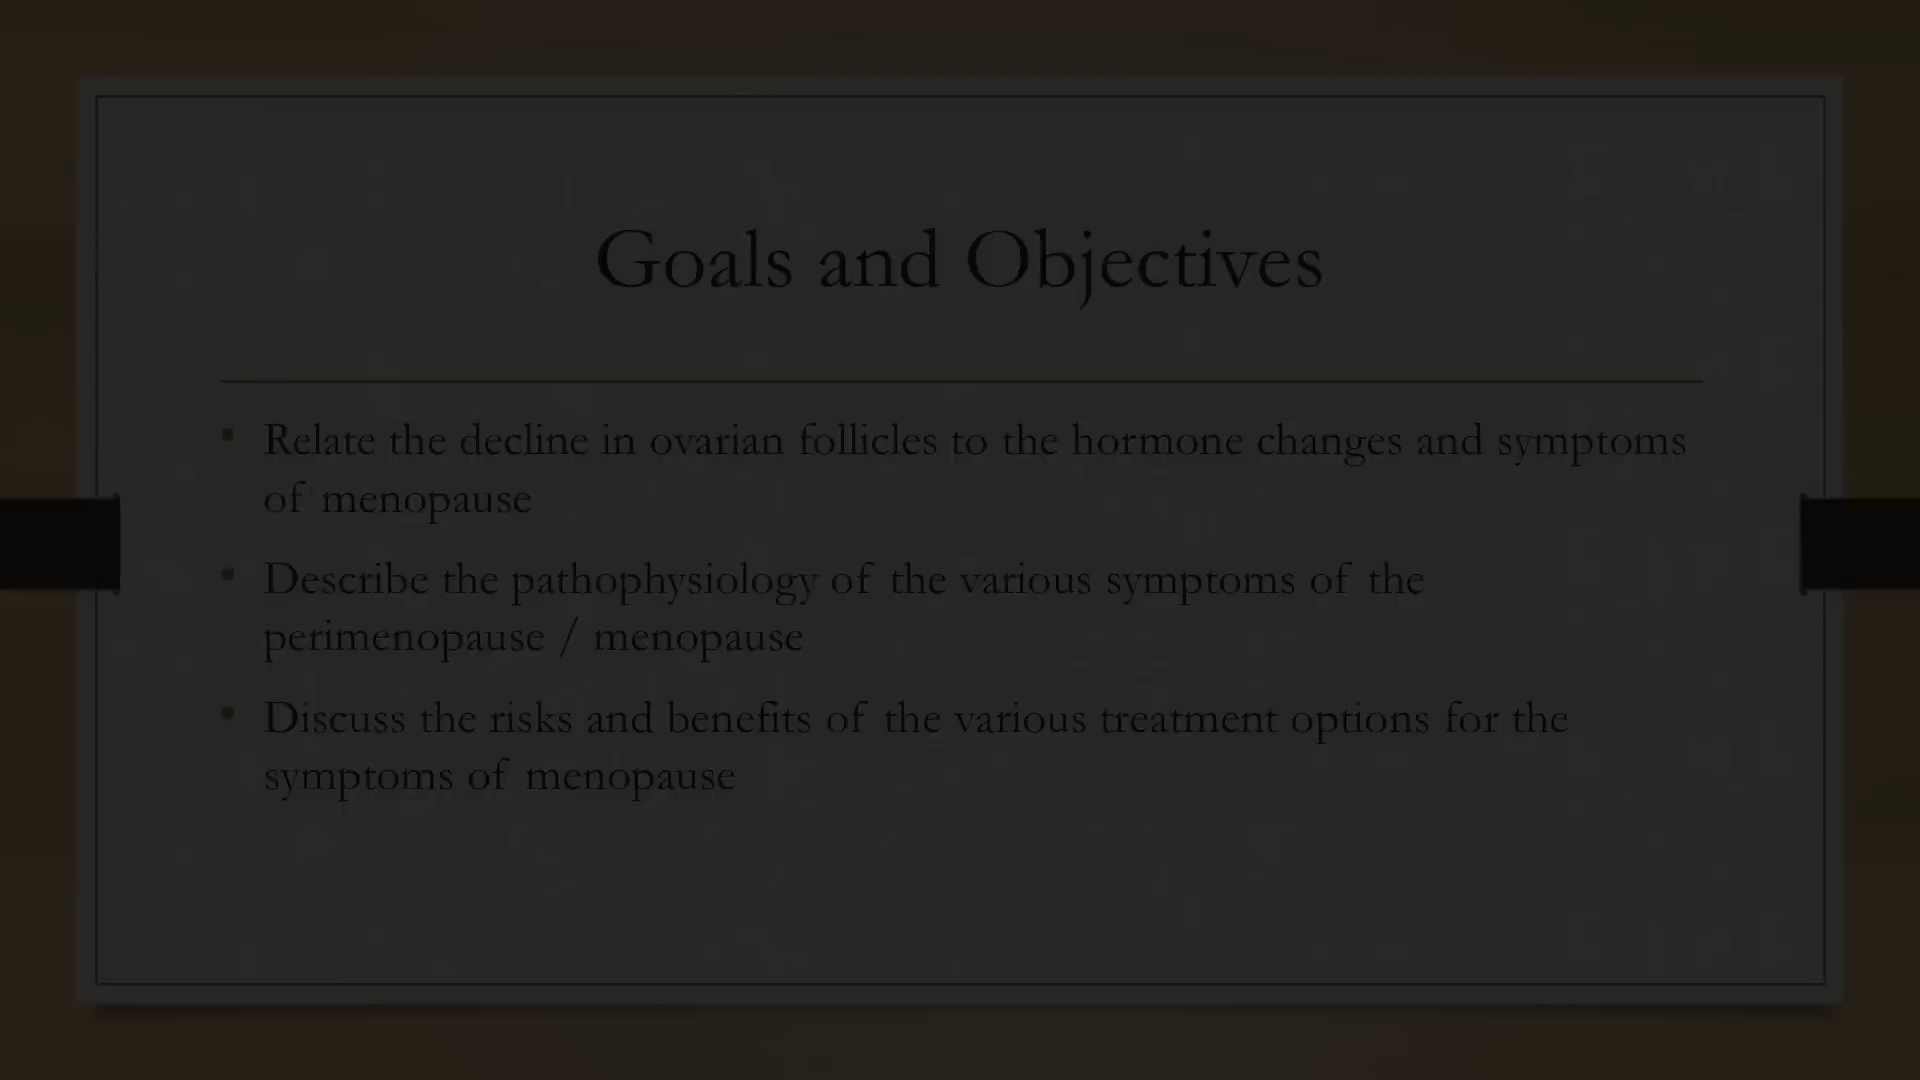 Goals and Objectives
Relate the decline in ovarian follicles to the hormone changes and symptoms
of menopause
Describe the pathophysiology of the various symptoms of the
perimenopause / menopause
Discuss the risks and benefits of the various treatment options for the
symptoms of menopause